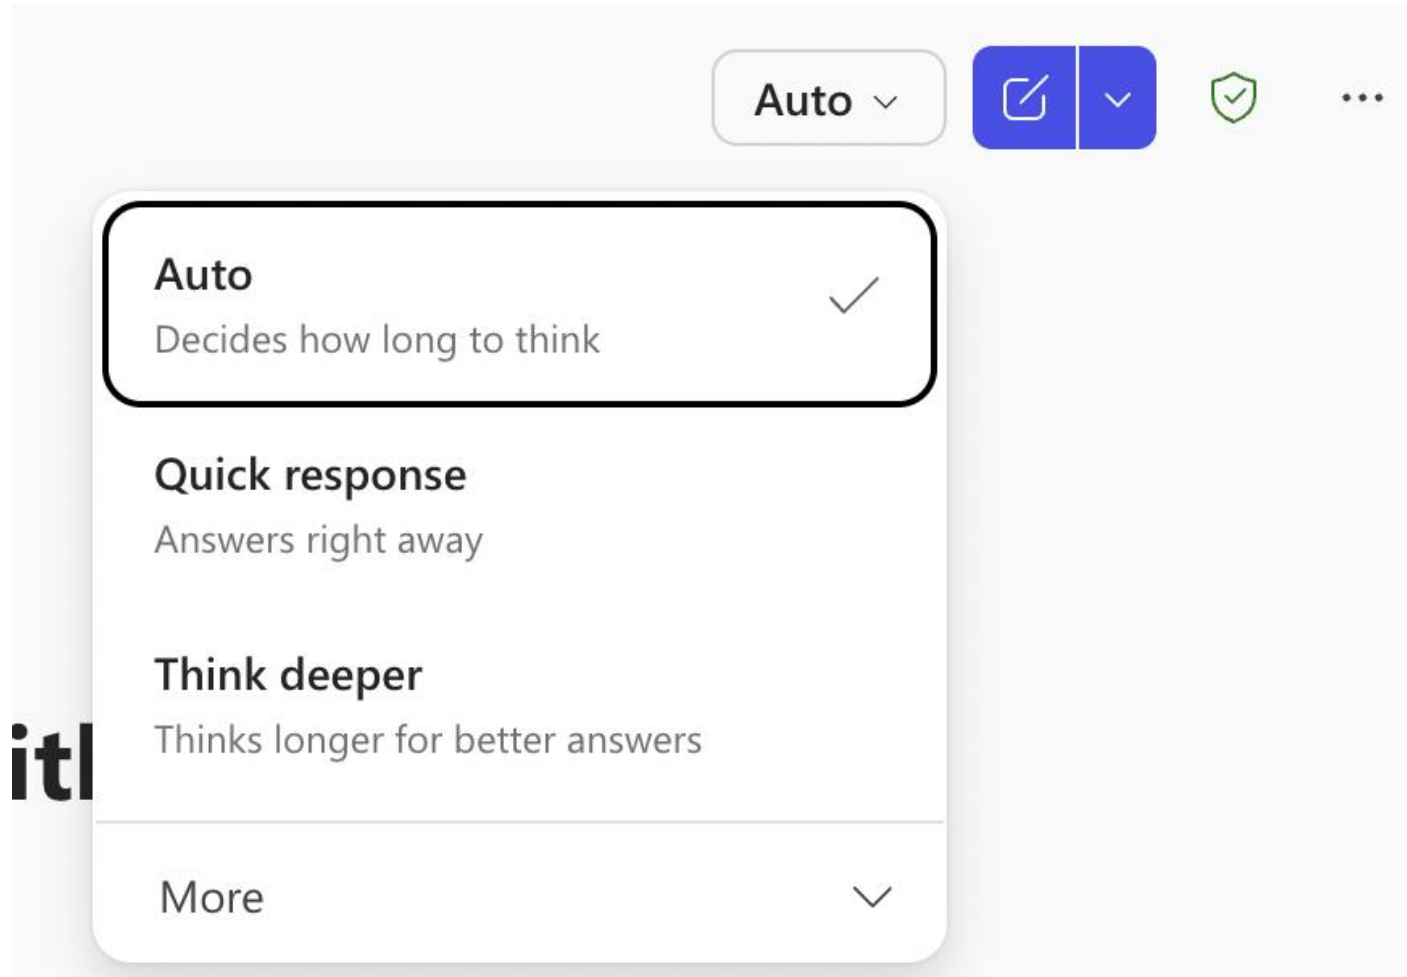 Auto
Auto
Decides how long to think
Quick response
Answers right away
Think deeper
Thinks longer for better answers
More